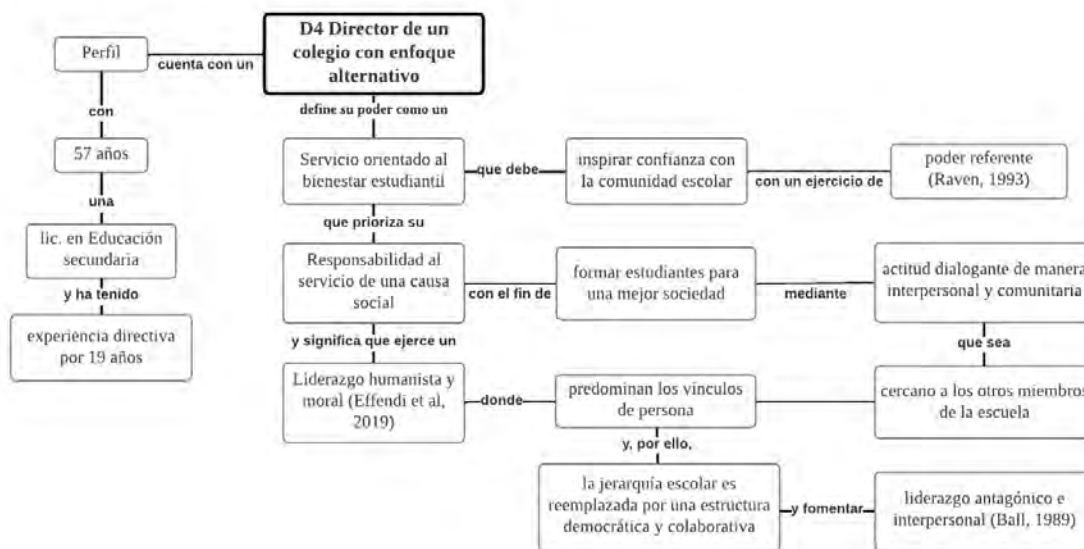 D4 Director de un
colegio con enfoque
alternativo
Perfil
cuenta con un
con
57 años
una
lic. en Educación
secundaria
y ha tenido
experiencia directiva
por 19 años
define su poder como un
Servicio orientado al
bienestar estudiantil
que debe
inspirar confianza con
la comunidad escolar
con un ejercicio de
poder referente
(Raven, 1993)
que prioriza su
Responsabilidad al
servicio de una causa
social
con el fin de
formar estudiantes para
una mejor sociedad
mediante
actitud dialogante de manera
interpersonal y comunitaria
y significa que ejerce un
que sea
Liderazgo humanista y
moral (Effendi et al,
2019)
donde
predominan los vínculos
de persona
cercano a los otros miembros
de la escuela
y, por ello,
la jerarquía escolar es
reemplazada por una estructura
democrática y colaborativa
y fomentar
liderazgo antagónico e
interpersonal (Ball, 1989)